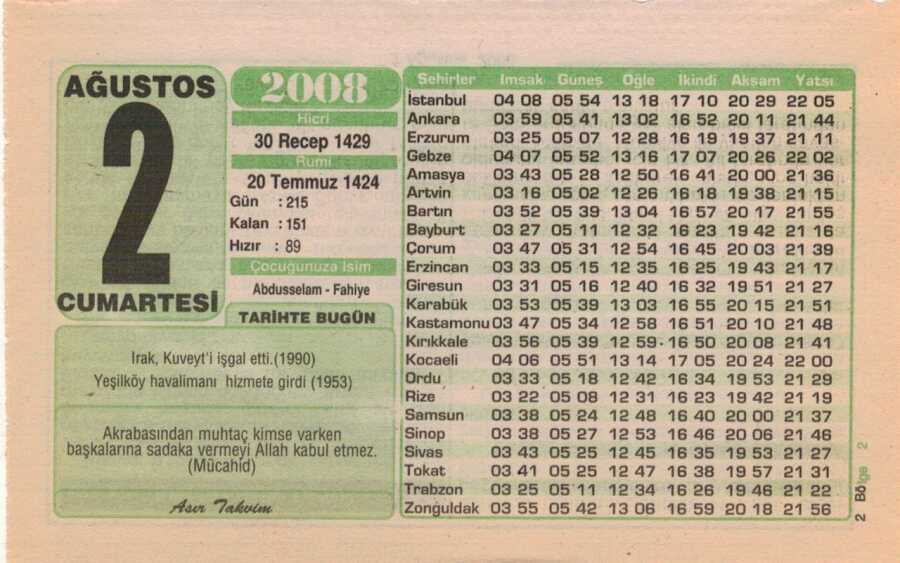 AĞUSTOS
2
CUMARTESİ
2008
Hicri
30 Recep 1429
Rumi
20 Temmuz 1424
Gün : 215
Kalan : 151
Hızır : 89
Çocuğunuza İsim
Abdusselam - Fahiye
TARİHTE BUGÜN
Irak, Kuveyt'i işgal etti.(1990)
Yeşilköy havalimanı hizmete girdi (1953)
Akrabasından muhtaç kimse varken
başkalarına sadaka vermeyi Allah kabul etmez.
(Mücahid)
Asır Takvim
Şehirler İmsak Güneş Öğle İkindi Akşam Yatsı
İstanbul 04 08 05 54 13 18 17 10 20 29 22 05
Ankara 03 59 05 41 13 02 16 52 20 11 21 44
Erzurum 03 25 05 07 12 28 16 19 19 37 21 11
Gebze 04 07 05 52 13 16 17 07 20 26 22 02
Amasya 03 43 05 28 12 50 16 41 20 00 21 36
Artvin 03 16 05 02 12 26 16 18 19 38 21 15
Bartın 03 52 05 39 13 04 16 57 20 17 21 55
Bayburt 03 27 05 11 12 32 16 23 19 42 21 16
Çorum 03 47 05 31 12 54 16 45 20 03 21 39
Erzincan 03 33 05 15 12 35 16 25 19 43 21 17
Giresun 03 31 05 16 12 40 16 32 19 51 21 27
Karabük 03 53 05 39 13 03 16 55 20 15 21 51
Kastamonu 03 47 05 34 12 58 16 51 20 10 21 48
Kırıkkale 03 56 05 39 12 59 16 50 20 08 21 41
Kocaeli 04 06 05 51 13 14 17 05 20 24 22 00
Ordu 03 33 05 18 12 42 16 34 19 53 21 29
Rize 03 22 05 08 12 31 16 23 19 42 21 19
Samsun 03 38 05 24 12 48 16 40 20 00 21 37
Sinop 03 38 05 27 12 53 16 46 20 06 21 46
Sivas 03 43 05 25 12 45 16 35 19 53 21 27
Tokat 03 41 05 25 12 47 16 38 19 57 21 31
Trabzon 03 25 05 11 12 34 16 26 19 46 21 22
Zonguldak 03 55 05 42 13 06 16 59 20 18 21 56
2 Bölge 2